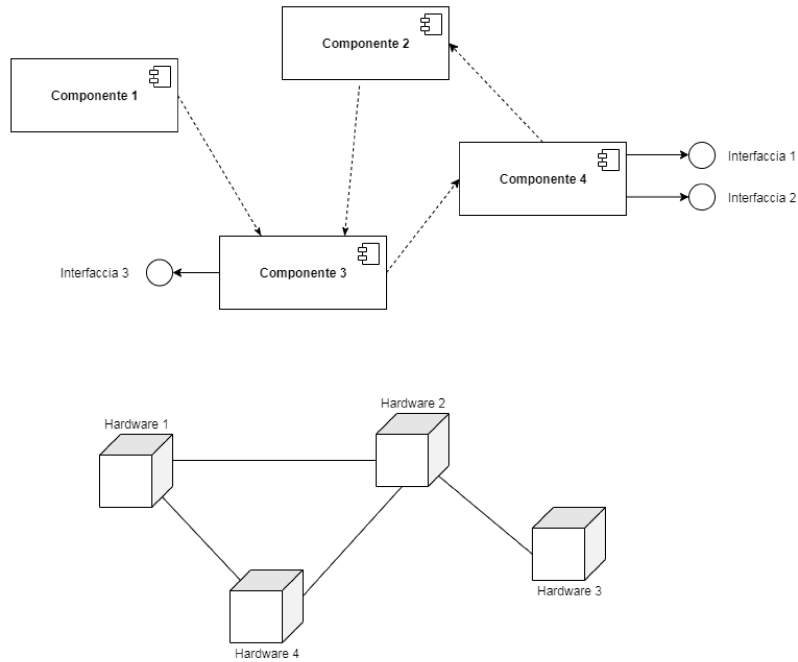 Componente 2
Componente 1
Interfaccia 1
Componente 4
Interfaccia 2
Interfaccia 3
Componente 3
Hardware 2
Hardware 1
Hardware 3
Hardware 4